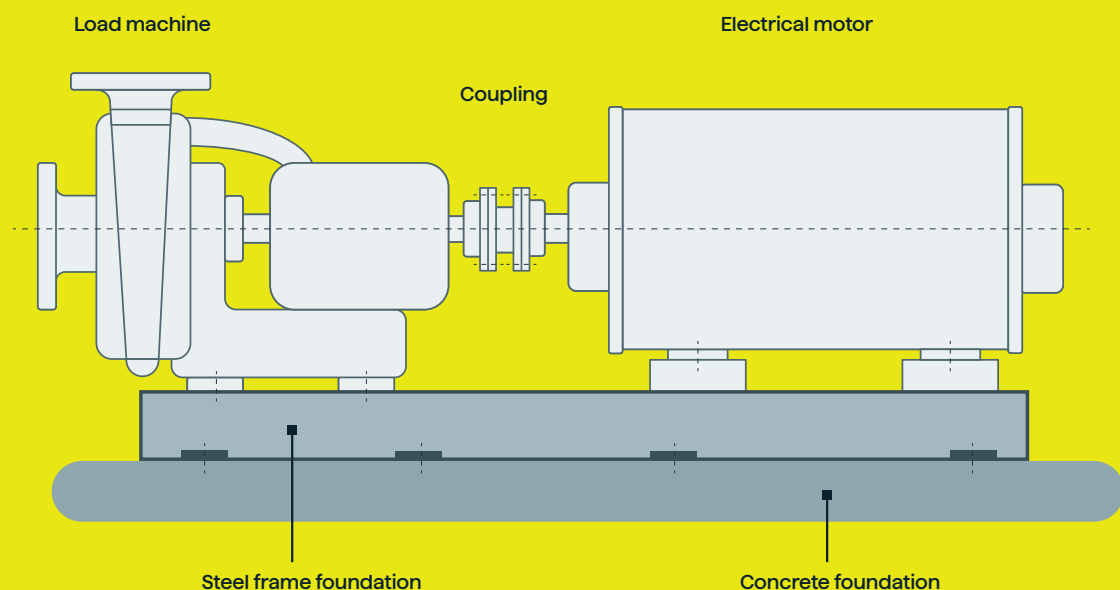 Load machine
Electrical motor
Coupling
Steel frame foundation
Concrete foundation